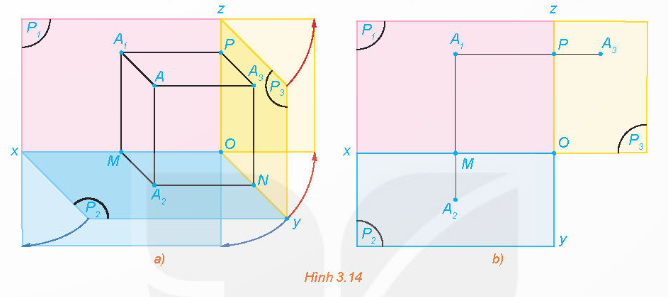 z
P₁
A₁
P
A
A₃
P₃
x
M
O
A₂
N
P₂
y
a)
z
P₁
A₁
P
A₃
x
M
O
P₃
A₂
P₂
y
b)
Hình 3.14